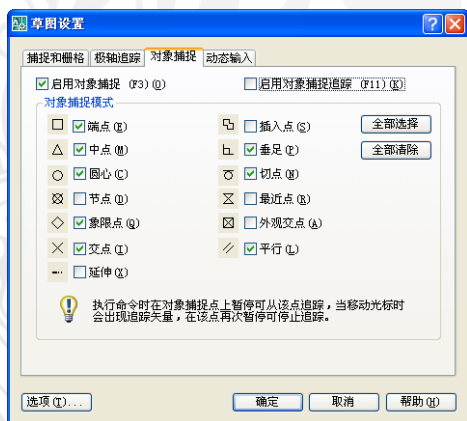 草图设置
捕捉和栅格 极轴追踪 对象捕捉 动态输入
启用对象捕捉 (F3)(O) 启用对象捕捉追踪 (F11)(K)
对象捕捉模式
端点(E) 插入点(S) 全部选择
中点(M) 垂足(P) 全部清除
圆心(C) 切点(N)
节点(D) 最近点(R)
象限点(Q) 外观交点(A)
交点(I) 平行(L)
延伸(X)
执行命令时在对象捕捉点上暂停可从该点追踪，当移动光标时
会出现追踪矢量，在该点再次暂停可停止追踪。
选项(T)... 确定 取消 帮助(H)